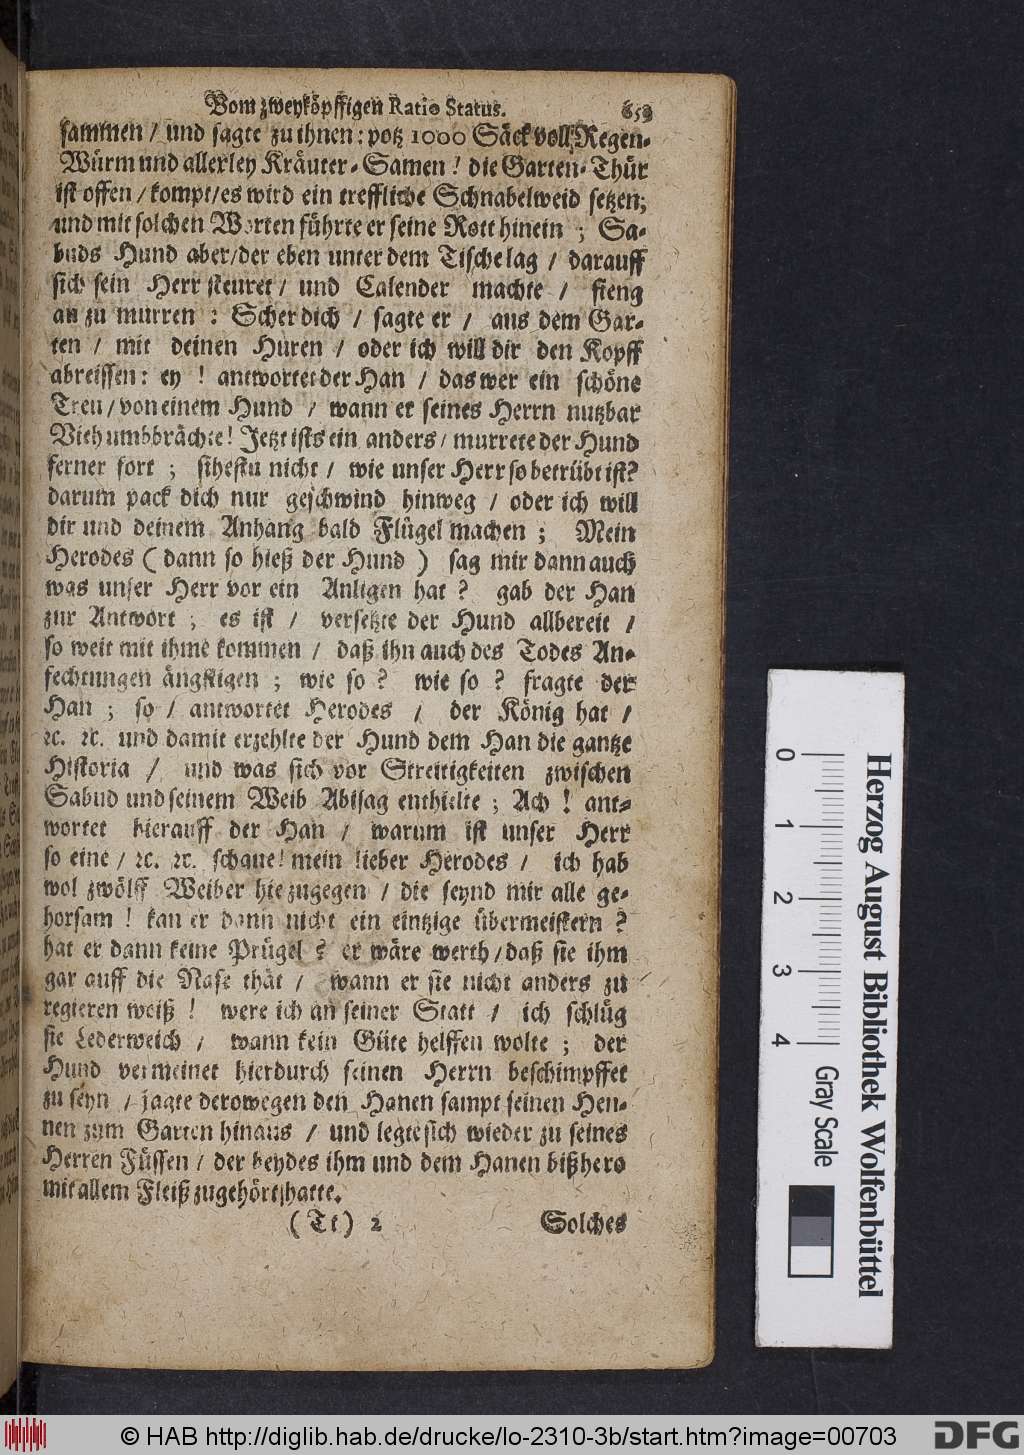 Vom zweyköpffigen Ratio Status. 659
sammen / und sagte zu ihnen: potz 1000 Säck voll Regen-
Würm und allerley Kräuter-Samen! die Garten-Thür
ist offen / kompt / es wird ein treffliche Schnabelweid setzen;
und mit solchen Worten führte er seine Rott hinein; Sa-
buds Hund aber / der eben unter dem Tische lag / darauff
sich sein Herr steuret / und Calender machte / fieng
an zu murren: Scher dich / sagte er / aus dem Gar-
ten / mit deinen Huren / oder ich will dir den Kopff
abreissen: ey! antwortet der Han / das wer ein schöne
Treu / von einem Hund / wann er seines Herrn nutzbar
Vieh umbbrächte! Jetzt ists ein anders / murrete der Hund
ferner fort; sihestu nicht / wie unser Herr so betrübt ist?
darum pack dich nur geschwind hinweg / oder ich will
dir und deinem Anhang bald Flügel machen; Mein
Herodes (dann so hieß der Hund) sag mir dann auch
was unser Herr vor ein Anligen hat? gab der Han
zur Antwort; es ist / versetzte der Hund allbereit /
so weit mit ihme kommen / daß ihn auch des Todes An-
fechtungen ängstigen; wie so? wie so? fragte der
Han; so / antwortet Herodes / der König hat /
ꝛc. ꝛc. und damit erzehlte der Hund dem Han die gantze
Historia / und was sich vor Streitigkeiten zwischen
Sabud und seinem Weib Abisag enthielte; Ach! ant-
wortet hierauff der Han / warum ist unser Herr
so eine / ꝛc. ꝛc. schaue! mein lieber Herodes / ich hab
wol zwölff Weiber hiezugegen / die seynd mir alle ge-
horsam! kan er dann nicht ein eintzige übermeistern?
hat er dann keine Prügel? er wäre werth / daß sie ihm
gar auff die Nase thät / wann er sie nicht anders zu
regieren weiß! were ich an seiner Statt / ich schlüg
sie Lederweich / wann kein Güte helffen wolte; der
Hund vermeinet hierdurch seinen Herrn beschimpffet
zu seyn / jagte derowegen den Hanen sampt seinen Hen-
nen zum Garten hinaus / und legte sich wieder zu seines
Herren Füssen / der beydes ihm und dem Hanen bißhero
mit allem Fleiß zugehört hatte.
(Tt) 2 Solches
0 1 2 3 4
Gray Scale
Herzog August Bibliothek Wolfenbüttel
© HAB http://diglib.hab.de/drucke/lo-2310-3b/start.htm?image=00703
DFG